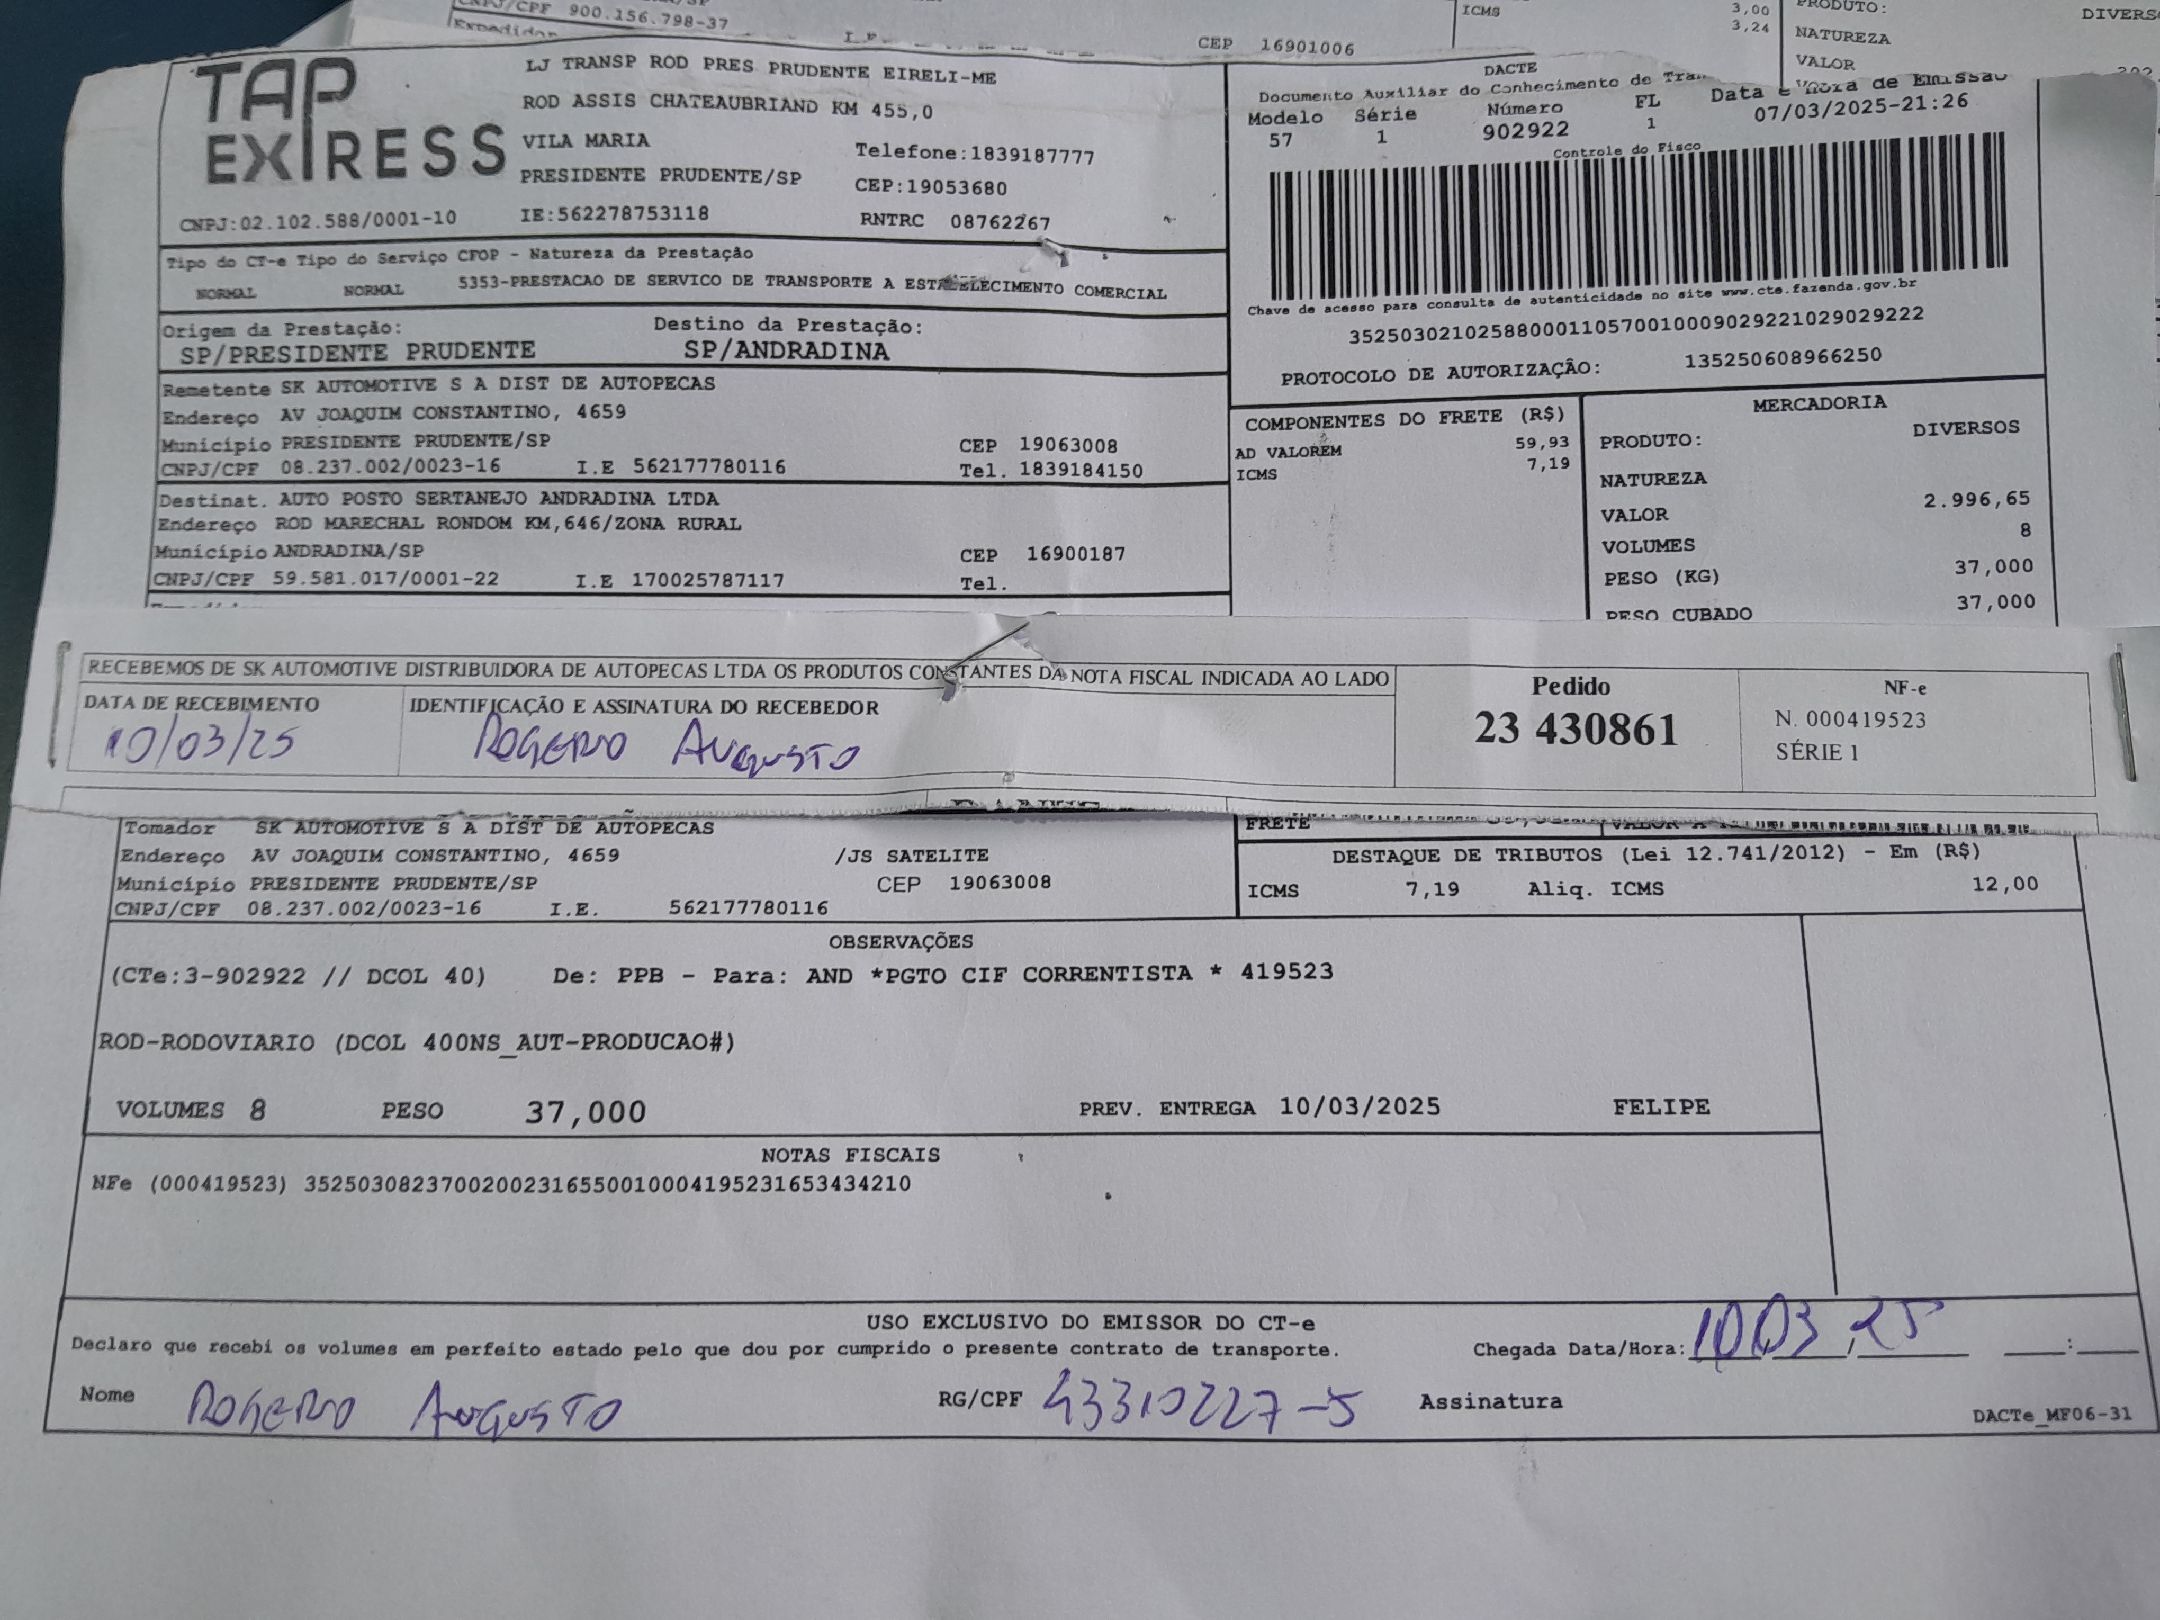 CNPJ/CPF 900.156.798-37
CEP 16901006
ICMS 3,00
3,24
PRODUTO:
NATUREZA
VALOR
TAP EXPRESS
LJ TRANSP ROD PRES PRUDENTE EIRELI-ME
ROD ASSIS CHATEAUBRIAND KM 455,0
VILA MARIA Telefone:1839187777
PRESIDENTE PRUDENTE/SP CEP:19053680
CNPJ:02.102.588/0001-10 IE:562278753118 RNTRC 08762267
DACTE
Documento Auxiliar do Conhecimento de
Modelo Série Número FL Data e Hora de Emissão
57 1 902922 1 07/03/2025-21:26
Controle do Fisco
Chave de acesso para consulta de autenticidade no site www.cte.fazenda.gov.br
35250302102588000110570010009029221029029222
PROTOCOLO DE AUTORIZAÇÃO: 135250608966250
Tipo do CT-e Tipo do Serviço CFOP - Natureza da Prestação
NORMAL NORMAL 5353-PRESTACAO DE SERVICO DE TRANSPORTE A ESTABELECIMENTO COMERCIAL
Origem da Prestação: Destino da Prestação:
SP/PRESIDENTE PRUDENTE SP/ANDRADINA
Remetente SK AUTOMOTIVE S A DIST DE AUTOPECAS
Endereço AV JOAQUIM CONSTANTINO, 4659
Município PRESIDENTE PRUDENTE/SP CEP 19063008
CNPJ/CPF 08.237.002/0023-16 I.E 562177780116 Tel. 1839184150
Destinat. AUTO POSTO SERTANEJO ANDRADINA LTDA
Endereço ROD MARECHAL RONDOM KM,646/ZONA RURAL
Município ANDRADINA/SP CEP 16900187
CNPJ/CPF 59.581.017/0001-22 I.E 170025787117 Tel.
COMPONENTES DO FRETE (R$)
AD VALOREM 59,93
ICMS 7,19
MERCADORIA
PRODUTO: DIVERSOS
NATUREZA
VALOR 2.996,65
VOLUMES 8
PESO (KG) 37,000
PESO CUBADO 37,000
RECEBEMOS DE SK AUTOMOTIVE DISTRIBUIDORA DE AUTOPECAS LTDA OS PRODUTOS CONSTANTES DA NOTA FISCAL INDICADA AO LADO
DATA DE RECEBIMENTO IDENTIFICAÇÃO E ASSINATURA DO RECEBEDOR
10/03/25 ROGERIO AUGUSTO
Pedido
23 430861
NF-e
N. 000419523
SÉRIE 1
Tomador SK AUTOMOTIVE S A DIST DE AUTOPECAS
Endereço AV JOAQUIM CONSTANTINO, 4659 /JS SATELITE
Município PRESIDENTE PRUDENTE/SP CEP 19063008
CNPJ/CPF 08.237.002/0023-16 I.E. 562177780116
FRETE
DESTAQUE DE TRIBUTOS (Lei 12.741/2012) - Em (R$)
ICMS 7,19 Aliq. ICMS 12,00
OBSERVAÇÕES
(CTe:3-902922 // DCOL 40) De: PPB - Para: AND *PGTO CIF CORRENTISTA * 419523
ROD-RODOVIARIO (DCOL 400NS_AUT-PRODUCAO#)
VOLUMES 8 PESO 37,000 PREV. ENTREGA 10/03/2025 FELIPE
NOTAS FISCAIS
NFe (000419523) 35250308237002002316550010004195231653434210
USO EXCLUSIVO DO EMISSOR DO CT-e
Declaro que recebi os volumes em perfeito estado pelo que dou por cumprido o presente contrato de transporte. Chegada Data/Hora: 10 03 25 :
Nome ROGERIO AUGUSTO RG/CPF 43310227-5 Assinatura
DACTe_MF06-31